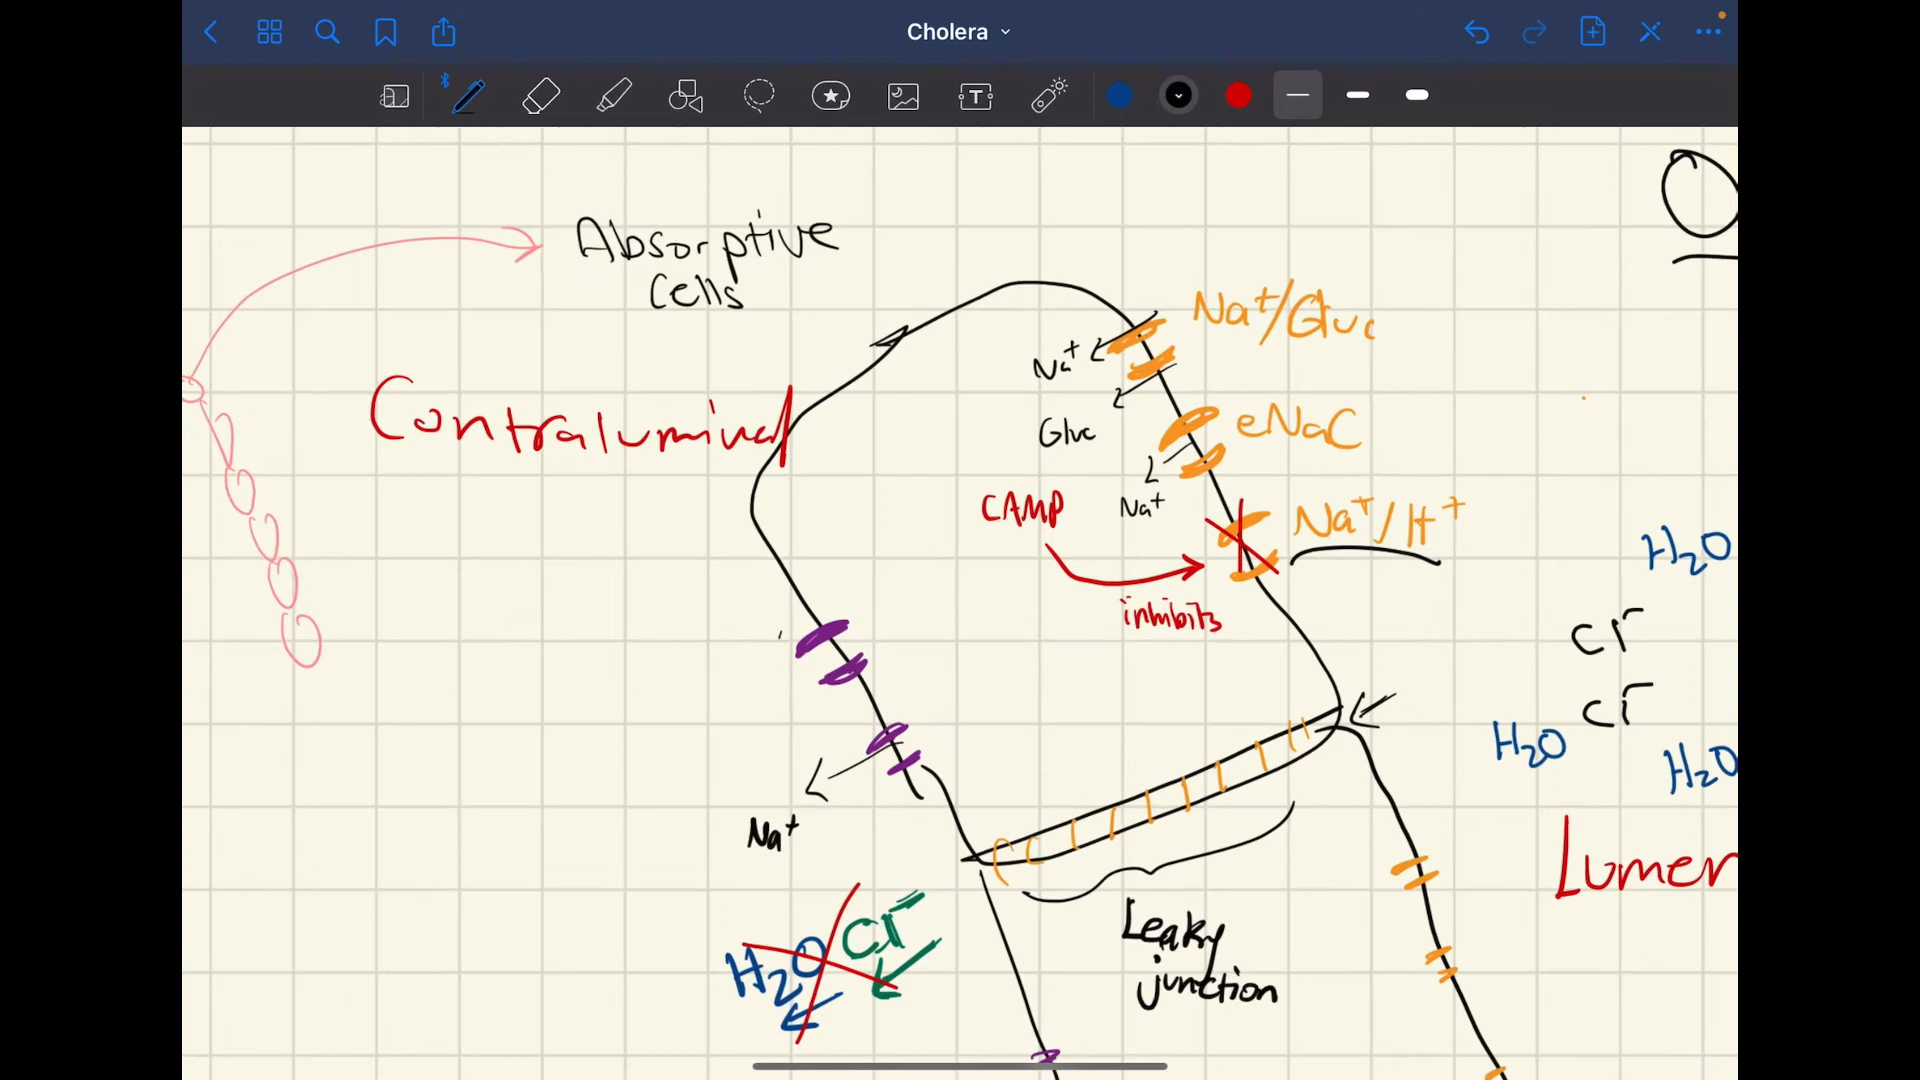 Cholera
Absorptive
Cells
Na+/Gluc
Na+
Contraluminal
Gluc
eNaC
CAMP
Na+
Na+/H+
inhibits
H2O
Cl-
Cl-
H2O
H2O
Na+
Lumen
H2O Cl-
Leaky
junction